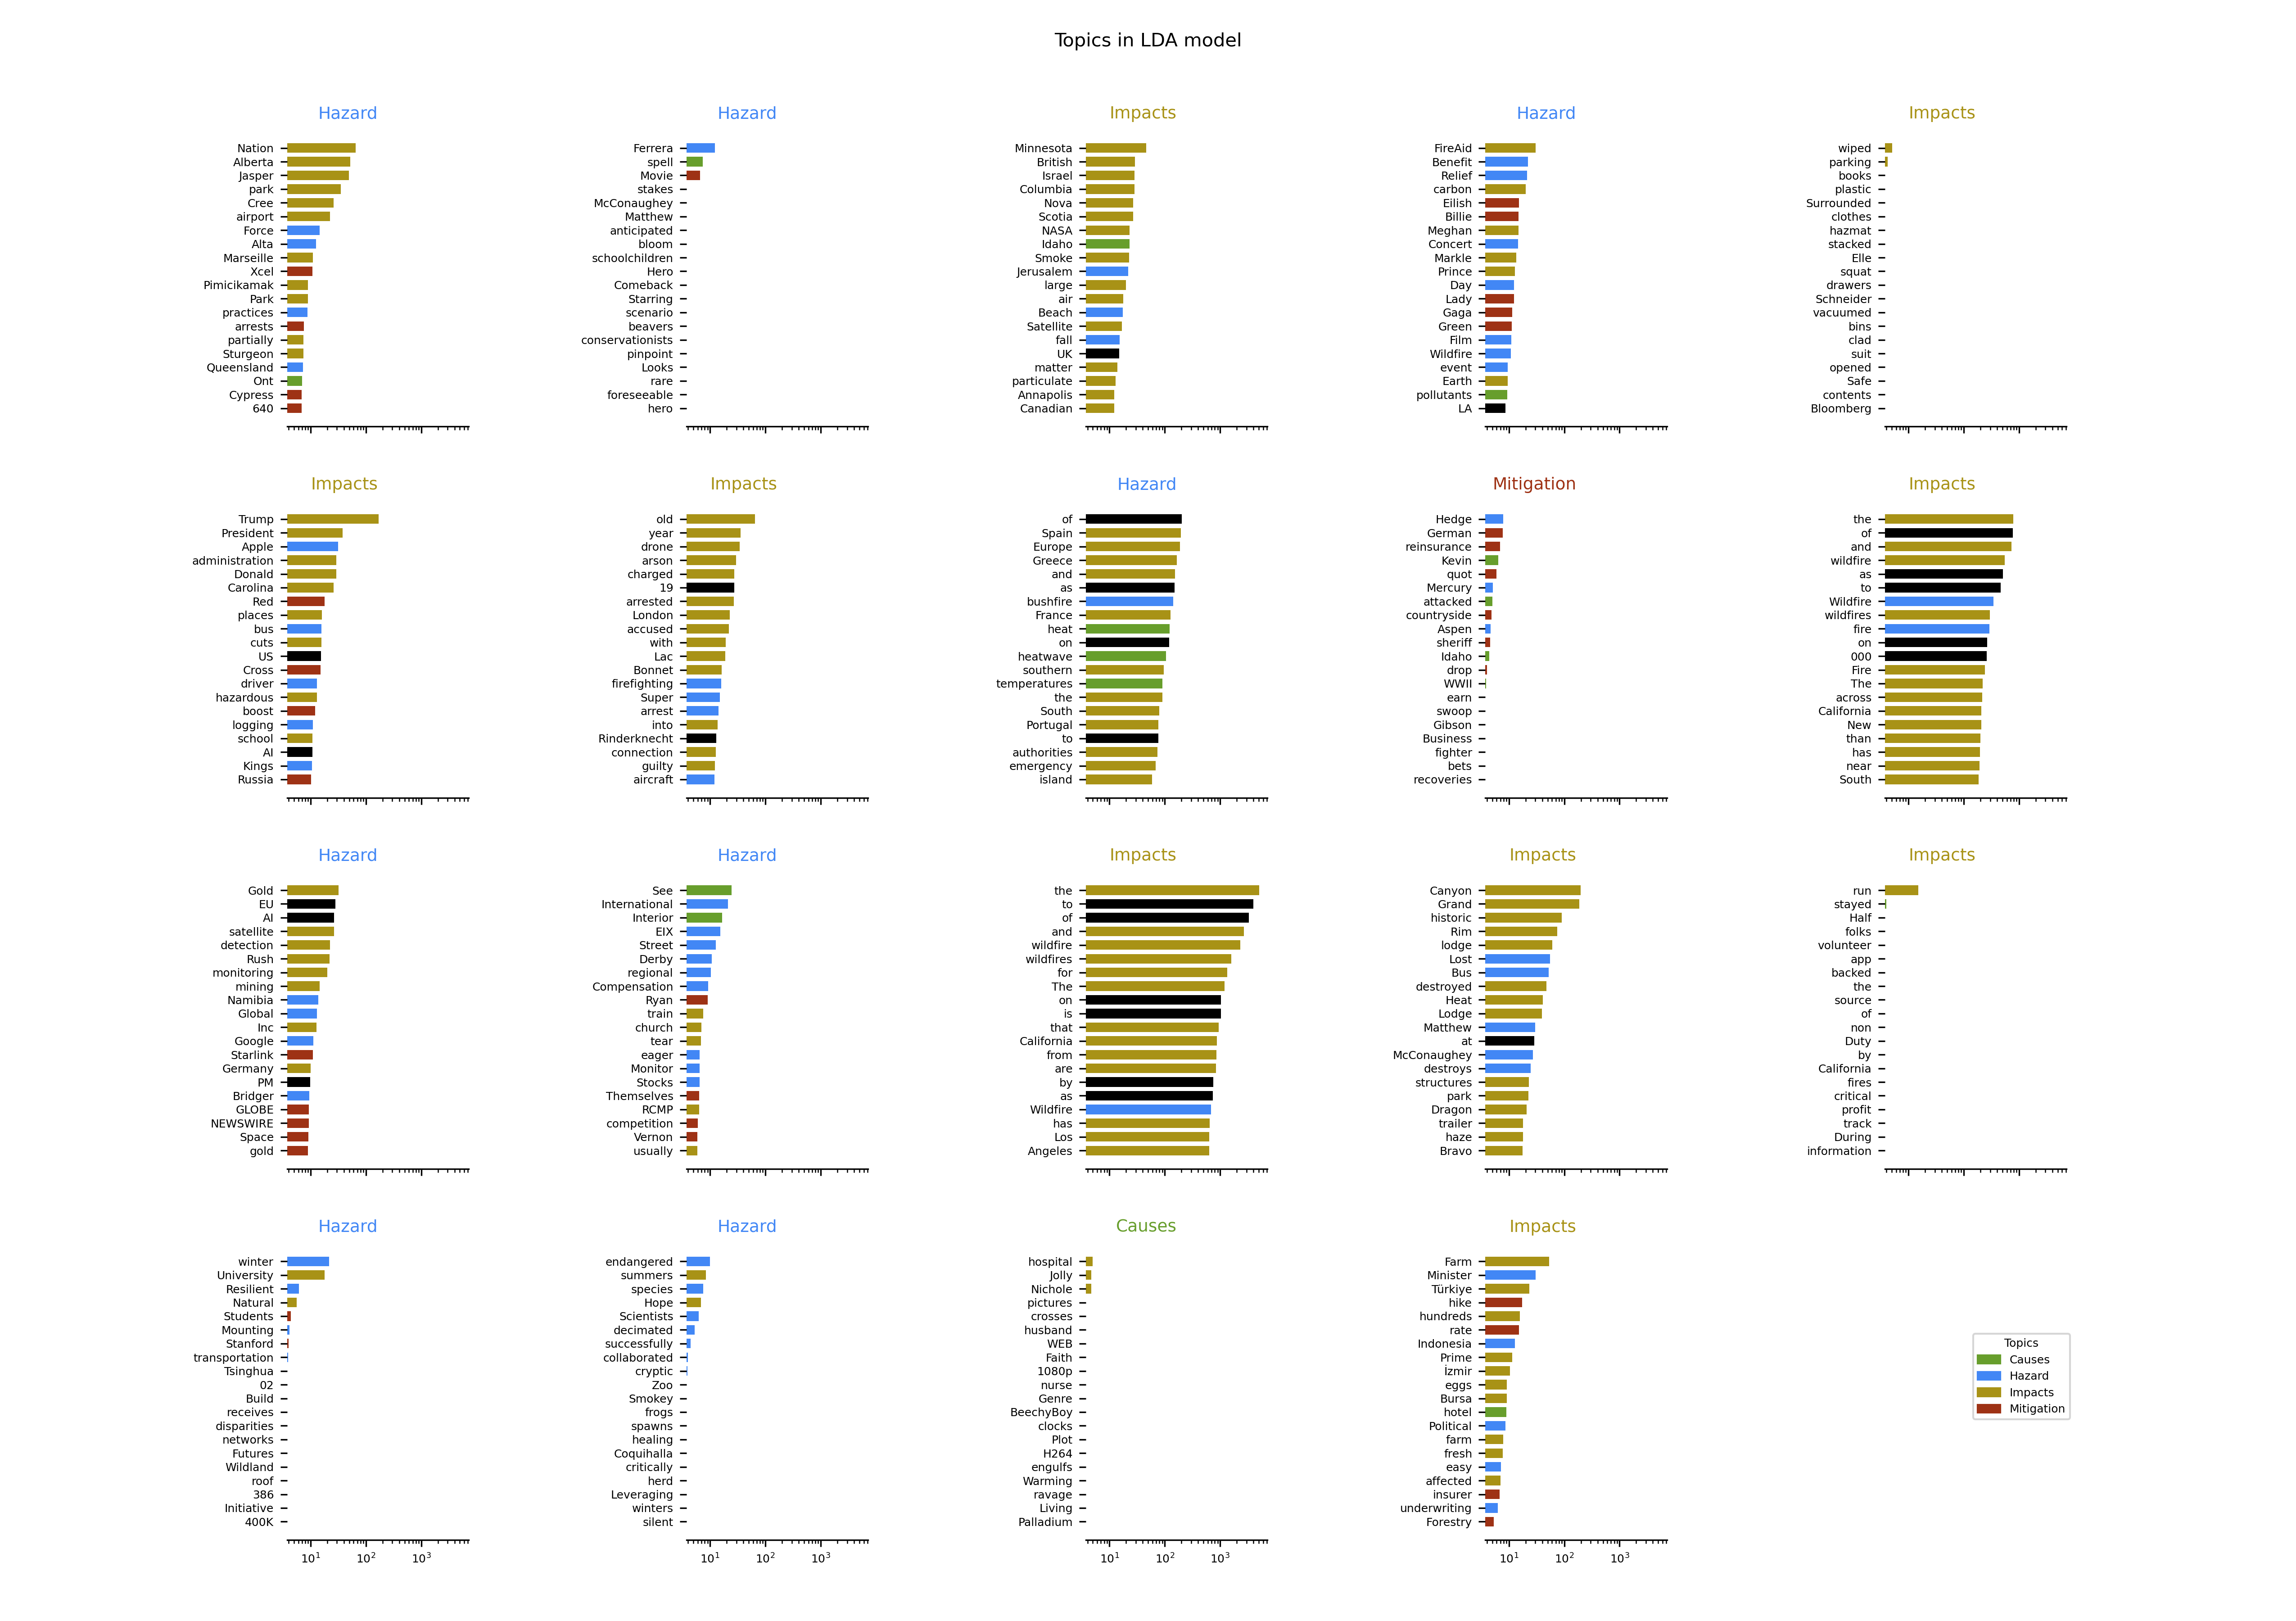 Topics in LDA model
Hazard
Nation
Alberta
Jasper
park
Cree
airport
Force
Alta
Marseille
Xcel
Pimicikamak
Park
practices
arrests
partially
Sturgeon
Queensland
Ont
Cypress
640
Hazard
Ferrera
spell
Movie
stakes
McConaughey
Matthew
anticipated
bloom
schoolchildren
Hero
Comeback
Starring
scenario
beavers
conservationists
pinpoint
Looks
rare
foreseeable
hero
Impacts
Minnesota
British
Israel
Columbia
Nova
Scotia
NASA
Idaho
Smoke
Jerusalem
large
air
Beach
Satellite
fall
UK
matter
particulate
Annapolis
Canadian
Hazard
FireAid
Benefit
Relief
carbon
Eilish
Billie
Meghan
Concert
Markle
Prince
Day
Lady
Gaga
Green
Film
Wildfire
event
Earth
pollutants
LA
Impacts
wiped
parking
books
plastic
Surrounded
clothes
hazmat
stacked
Elle
squat
drawers
Schneider
vacuumed
bins
clad
suit
opened
Safe
contents
Bloomberg
Impacts
Trump
President
Apple
administration
Donald
Carolina
Red
places
bus
cuts
US
Cross
driver
hazardous
boost
logging
school
AI
Kings
Russia
Impacts
old
year
drone
arson
charged
19
arrested
London
accused
with
Lac
Bonnet
firefighting
Super
arrest
into
Rinderknecht
connection
guilty
aircraft
Hazard
of
Spain
Europe
Greece
and
as
bushfire
France
heat
on
heatwave
southern
temperatures
the
South
Portugal
to
authorities
emergency
island
Mitigation
Hedge
German
reinsurance
Kevin
quot
Mercury
attacked
countryside
Aspen
sheriff
Idaho
drop
WWII
earn
swoop
Gibson
Business
fighter
bets
recoveries
Impacts
the
of
and
wildfire
as
to
Wildfire
wildfires
fire
on
000
Fire
The
across
California
New
than
has
near
South
Hazard
Gold
EU
AI
satellite
detection
Rush
monitoring
mining
Namibia
Global
Inc
Google
Starlink
Germany
PM
Bridger
GLOBE
NEWSWIRE
Space
gold
Hazard
See
International
Interior
EIX
Street
Derby
regional
Compensation
Ryan
train
church
tear
eager
Monitor
Stocks
Themselves
RCMP
competition
Vernon
usually
Impacts
the
to
of
and
wildfire
wildfires
for
The
on
is
that
California
from
are
by
as
Wildfire
has
Los
Angeles
Impacts
Canyon
Grand
historic
Rim
lodge
Lost
Bus
destroyed
Heat
Lodge
Matthew
at
McConaughey
destroys
structures
park
Dragon
trailer
haze
Bravo
Impacts
run
stayed
Half
folks
volunteer
app
backed
the
source
of
non
Duty
by
California
fires
critical
profit
track
During
information
Hazard
winter
University
Resilient
Natural
Students
Mounting
Stanford
transportation
Tsinghua
02
Build
receives
disparities
networks
Futures
Wildland
roof
386
Initiative
400K
10¹ 10² 10³
Hazard
endangered
summers
species
Hope
Scientists
decimated
successfully
collaborated
cryptic
Zoo
Smokey
frogs
spawns
healing
Coquihalla
critically
herd
Leveraging
winters
silent
10¹ 10² 10³
Causes
hospital
Jolly
Nichole
pictures
crosses
husband
WEB
Faith
1080p
nurse
Genre
BeechyBoy
clocks
Plot
H264
engulfs
Warming
ravage
Living
Palladium
10¹ 10² 10³
Impacts
Farm
Minister
Türkiye
hike
hundreds
rate
Indonesia
Prime
İzmir
eggs
Bursa
hotel
Political
farm
fresh
easy
affected
insurer
underwriting
Forestry
10¹ 10² 10³
Topics
Causes
Hazard
Impacts
Mitigation